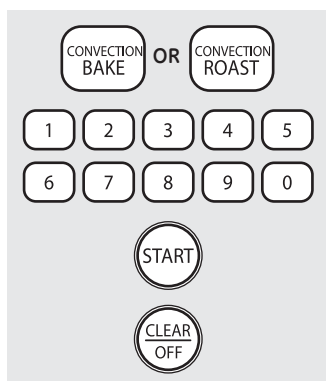 CONVECTION BAKE OR CONVECTION ROAST
1 2 3 4 5
6 7 8 9 0
START
CLEAR
OFF